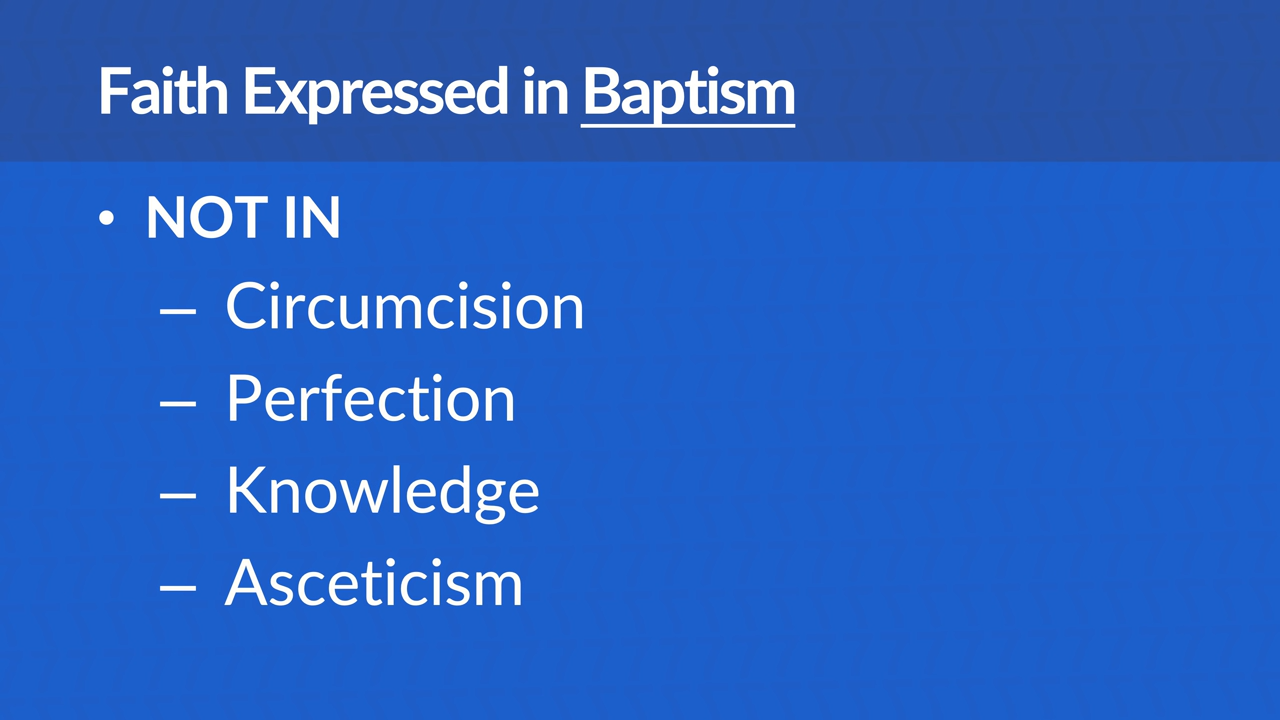 Faith Expressed in Baptism
• NOT IN
– Circumcision
– Perfection
– Knowledge
– Asceticism